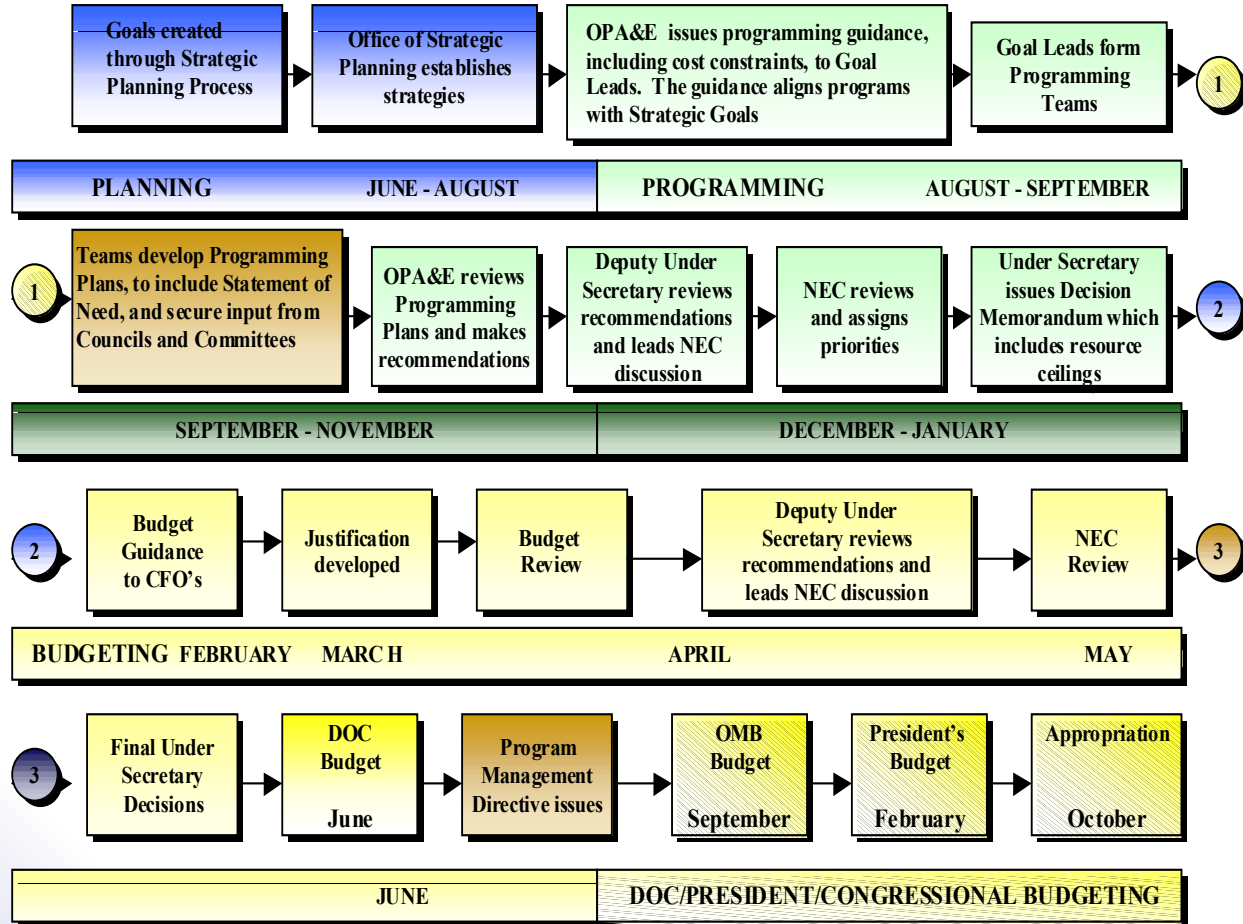 Goals created
through Strategic
Planning Process
Office of Strategic
Planning establishes
strategies
OPA&E issues programming guidance,
including cost constraints, to Goal
Leads. The guidance aligns programs
with Strategic Goals
Goal Leads form
Programming
Teams
1
PLANNING JUNE - AUGUST PROGRAMMING AUGUST - SEPTEMBER
1
Teams develop Programming
Plans, to include Statement of
Need, and secure input from
Councils and Committees
OPA&E reviews
Programming
Plans and makes
recommendations
Deputy Under
Secretary reviews
recommendations
and leads NEC
discussion
NEC reviews
and assigns
priorities
Under Secretary
issues Decision
Memorandum which
includes resource
ceilings
2
SEPTEMBER - NOVEMBER DECEMBER - JANUARY
2
Budget
Guidance
to CFO's
Justification
developed
Budget
Review
Deputy Under
Secretary reviews
recommendations and
leads NEC discussion
NEC
Review
3
BUDGETING FEBRUARY MARCH APRIL MAY
3
Final Under
Secretary
Decisions
DOC
Budget
June
Program
Management
Directive issues
OMB
Budget
September
President's
Budget
February
Appropriation
October
JUNE DOC/PRESIDENT/CONGRESSIONAL BUDGETING